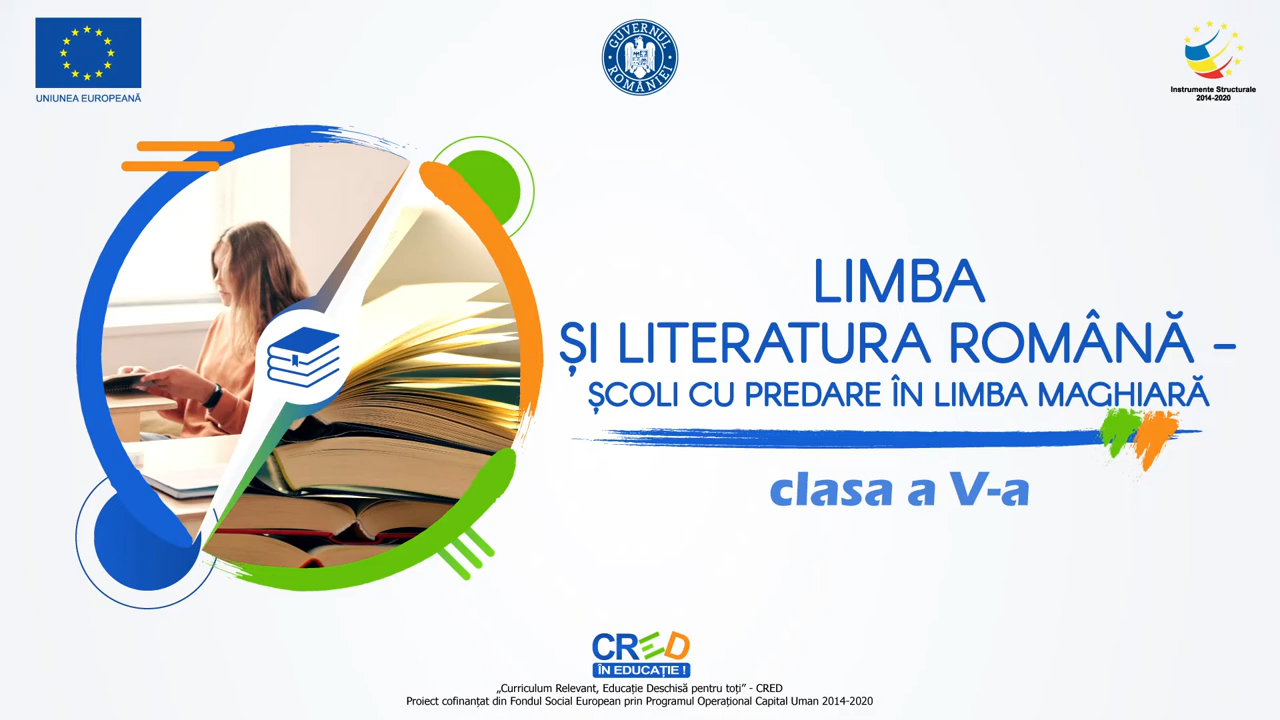 UNIUNEA EUROPEANĂ
GUVERNUL ROMÂNIEI
Instrumente Structurale
2014-2020
LIMBA
ȘI LITERATURA ROMÂNĂ –
ȘCOLI CU PREDARE ÎN LIMBA MAGHIARĂ
clasa a V-a
CRED
ÎN EDUCAȚIE !
„Curriculum Relevant, Educație Deschisă pentru toți” - CRED
Proiect cofinanțat din Fondul Social European prin Programul Operațional Capital Uman 2014-2020